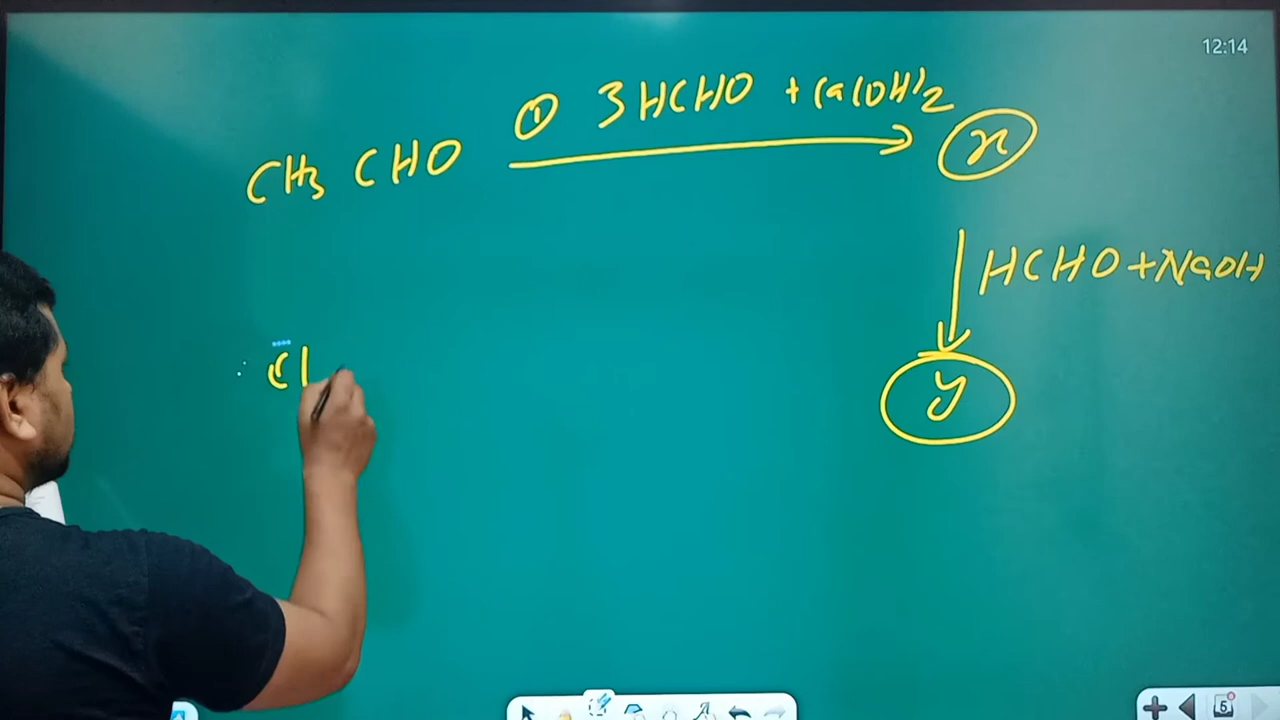 12:14
① 3HCHO + Ca(OH)2
CH3 CHO
x
HCHO + NaOH
y
Cl
5